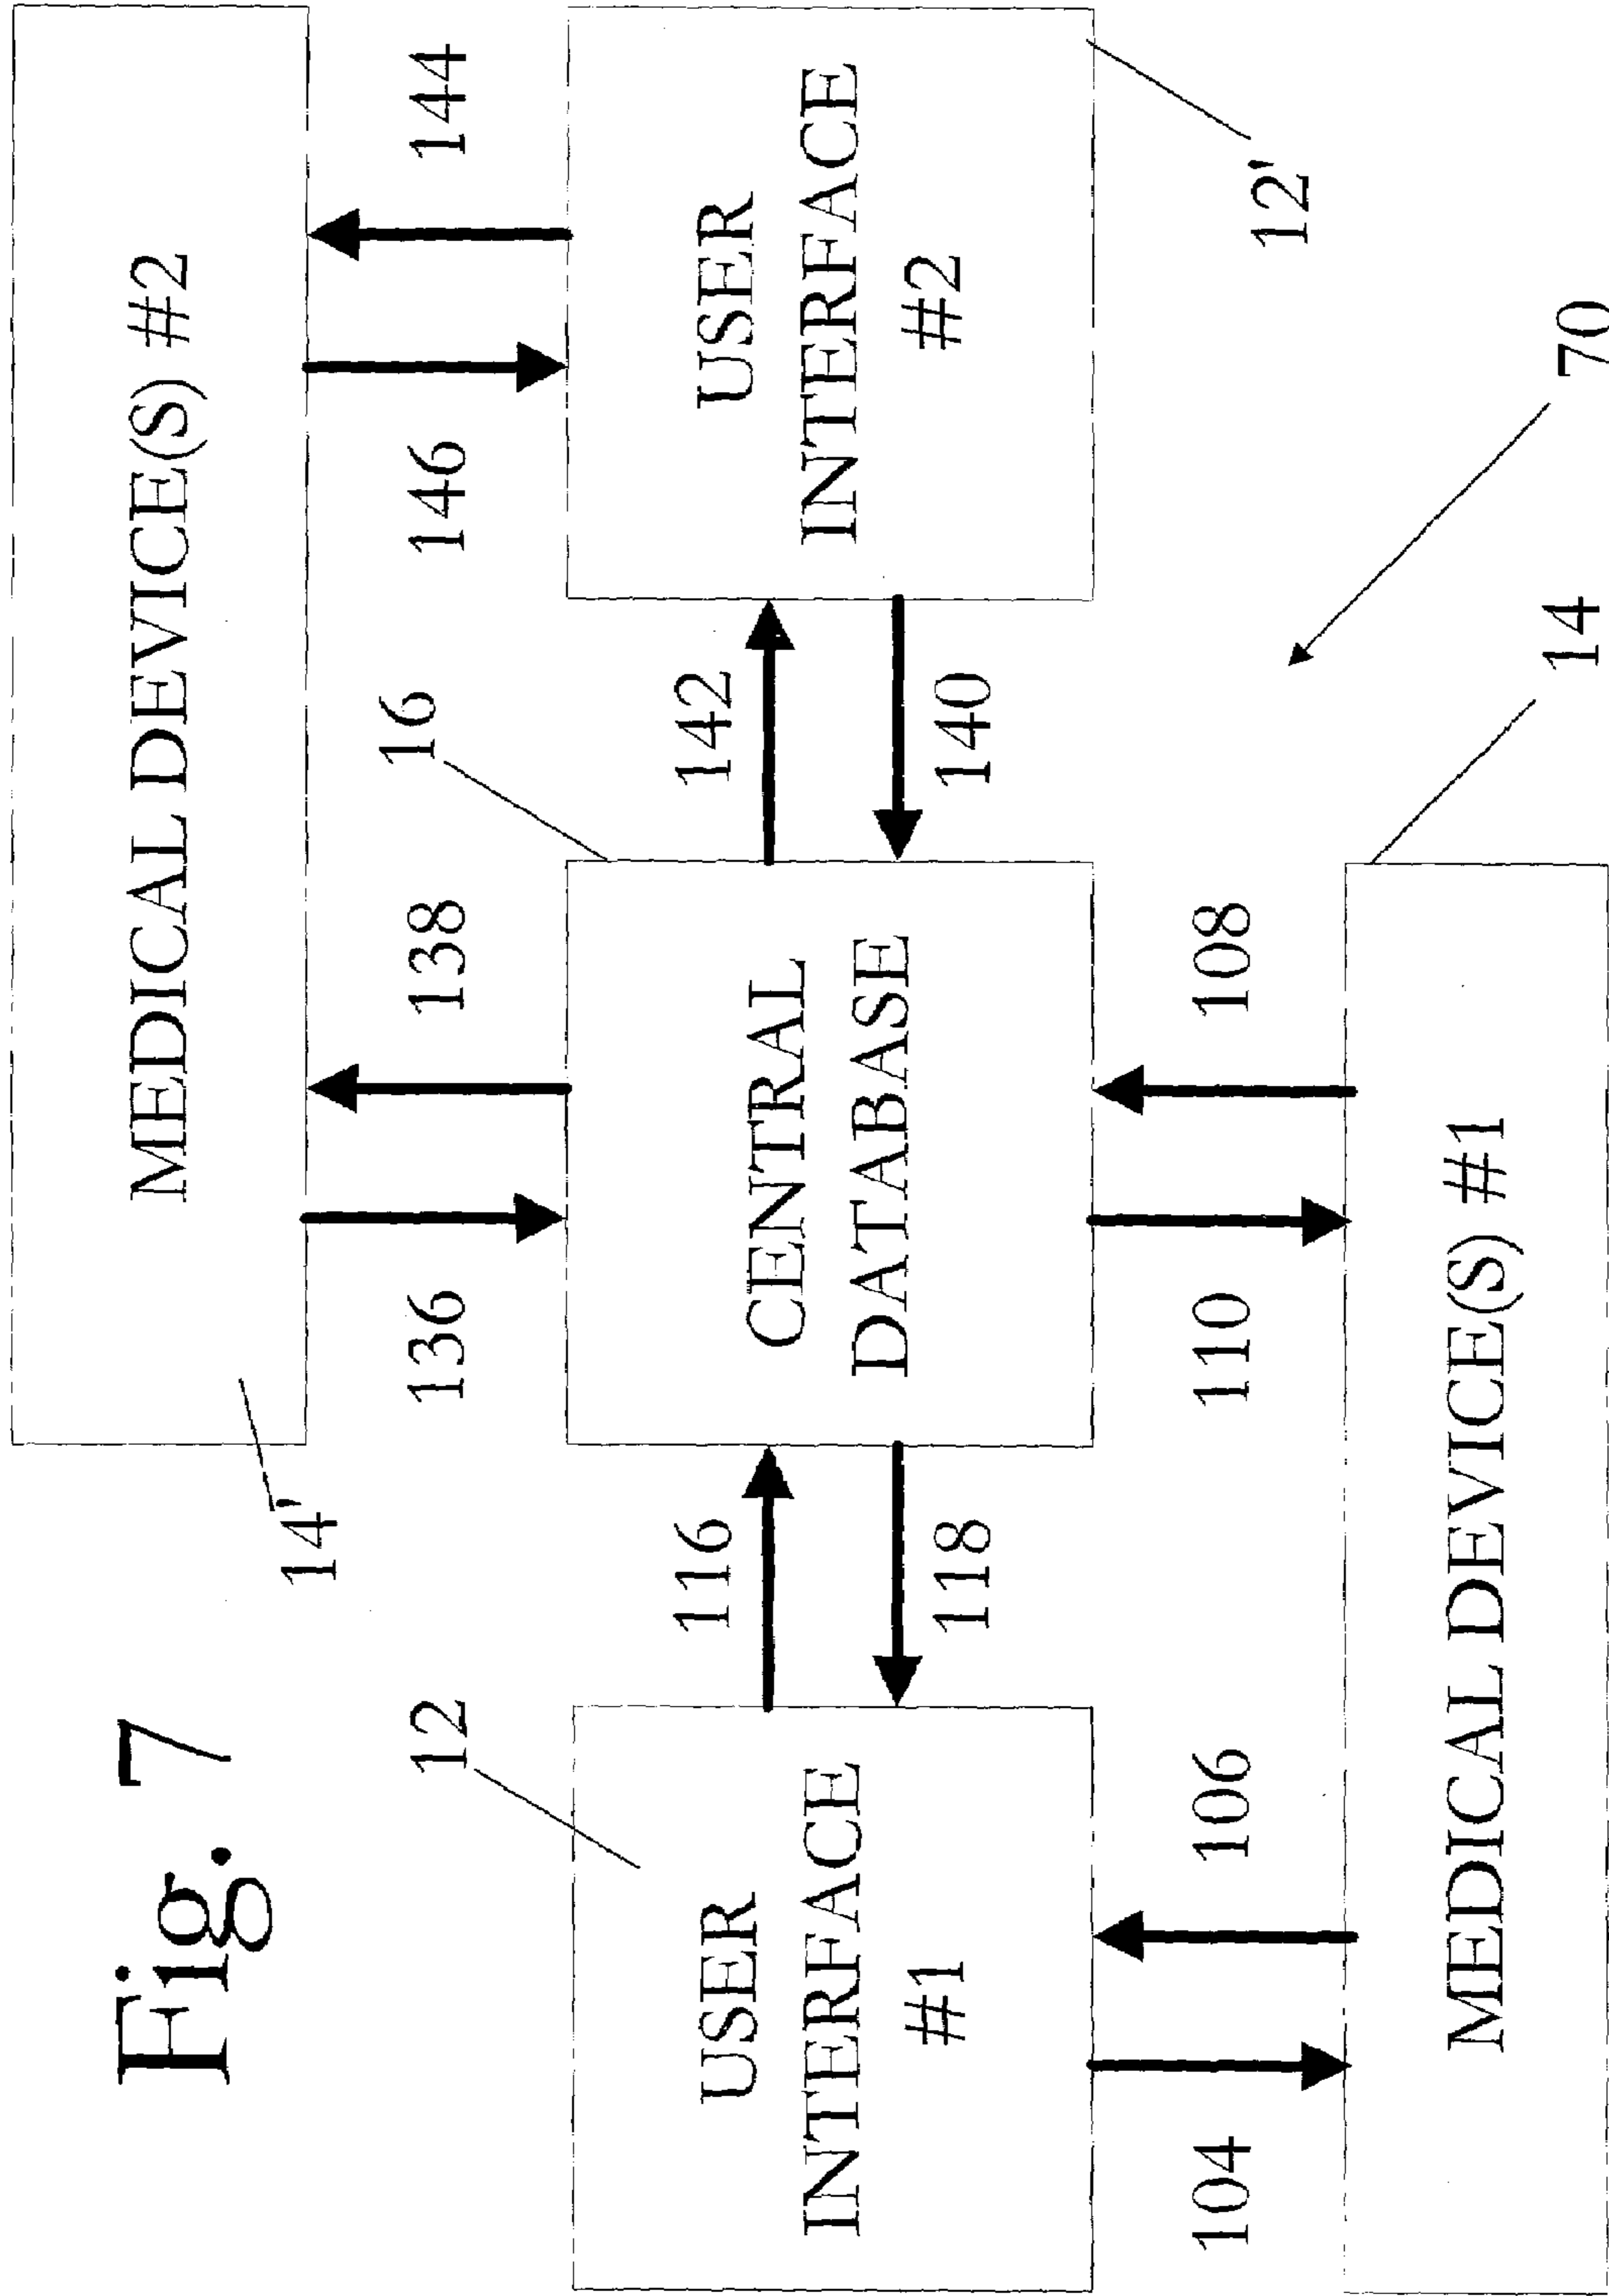 Fig. 7
14'
MEDICAL DEVICE(S) #2
136
138
146
144
12
16
116
142
USER
INTERFACE
#1
CENTRAL
DATABASE
USER
INTERFACE
#2
118
140
12'
104
106
110
108
70
14
MEDICAL DEVICE(S) #1